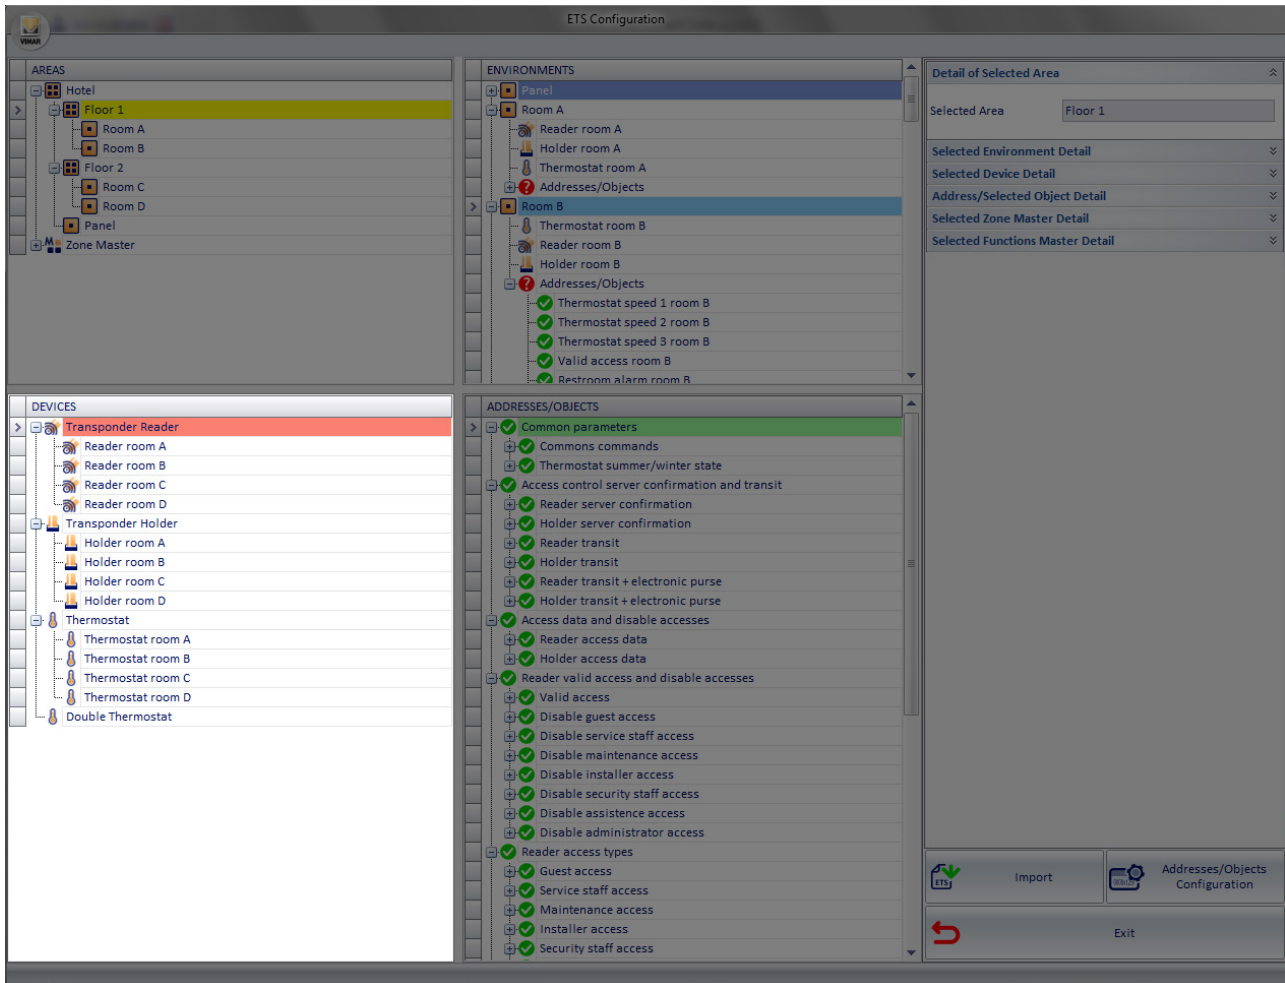 ETS Configuration
VIMAR
AREAS
Hotel
Floor 1
Room A
Room B
Floor 2
Room C
Room D
Panel
Zone Master
ENVIRONMENTS
Panel
Room A
Reader room A
Holder room A
Thermostat room A
Addresses/Objects
Room B
Thermostat room B
Reader room B
Holder room B
Addresses/Objects
Thermostat speed 1 room B
Thermostat speed 2 room B
Thermostat speed 3 room B
Valid access room B
Restroom alarm room B
Detail of Selected Area
Selected Area
Floor 1
Selected Environment Detail
Selected Device Detail
Address/Selected Object Detail
Selected Zone Master Detail
Selected Functions Master Detail
DEVICES
Transponder Reader
Reader room A
Reader room B
Reader room C
Reader room D
Transponder Holder
Holder room A
Holder room B
Holder room C
Holder room D
Thermostat
Thermostat room A
Thermostat room B
Thermostat room C
Thermostat room D
Double Thermostat
ADDRESSES/OBJECTS
Common parameters
Commons commands
Thermostat summer/winter state
Access control server confirmation and transit
Reader server confirmation
Holder server confirmation
Reader transit
Holder transit
Reader transit + electronic purse
Holder transit + electronic purse
Access data and disable accesses
Reader access data
Holder access data
Reader valid access and disable accesses
Valid access
Disable guest access
Disable service staff access
Disable maintenance access
Disable installer access
Disable security staff access
Disable assistence access
Disable administrator access
Reader access types
Guest access
Service staff access
Maintenance access
Installer access
Security staff access
ETS
Import
Addresses/Objects
Configuration
Exit